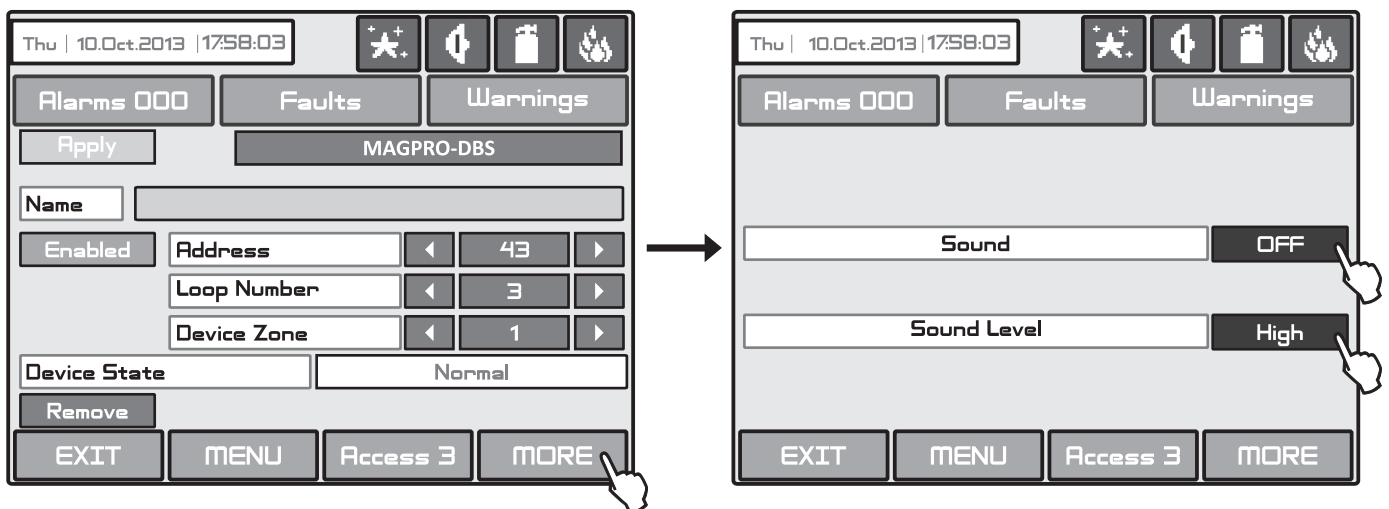 Thu | 10.Oct.2013 |17:58:03
Alarms 000 Faults Warnings
Apply MAGPRO-DBS
Name
Enabled Address 43
Loop Number 3
Device Zone 1
Device State Normal
Remove
EXIT MENU Access 3 MORE
Thu | 10.Oct.2013 |17:58:03
Alarms 000 Faults Warnings
Sound OFF
Sound Level High
EXIT MENU Access 3 MORE